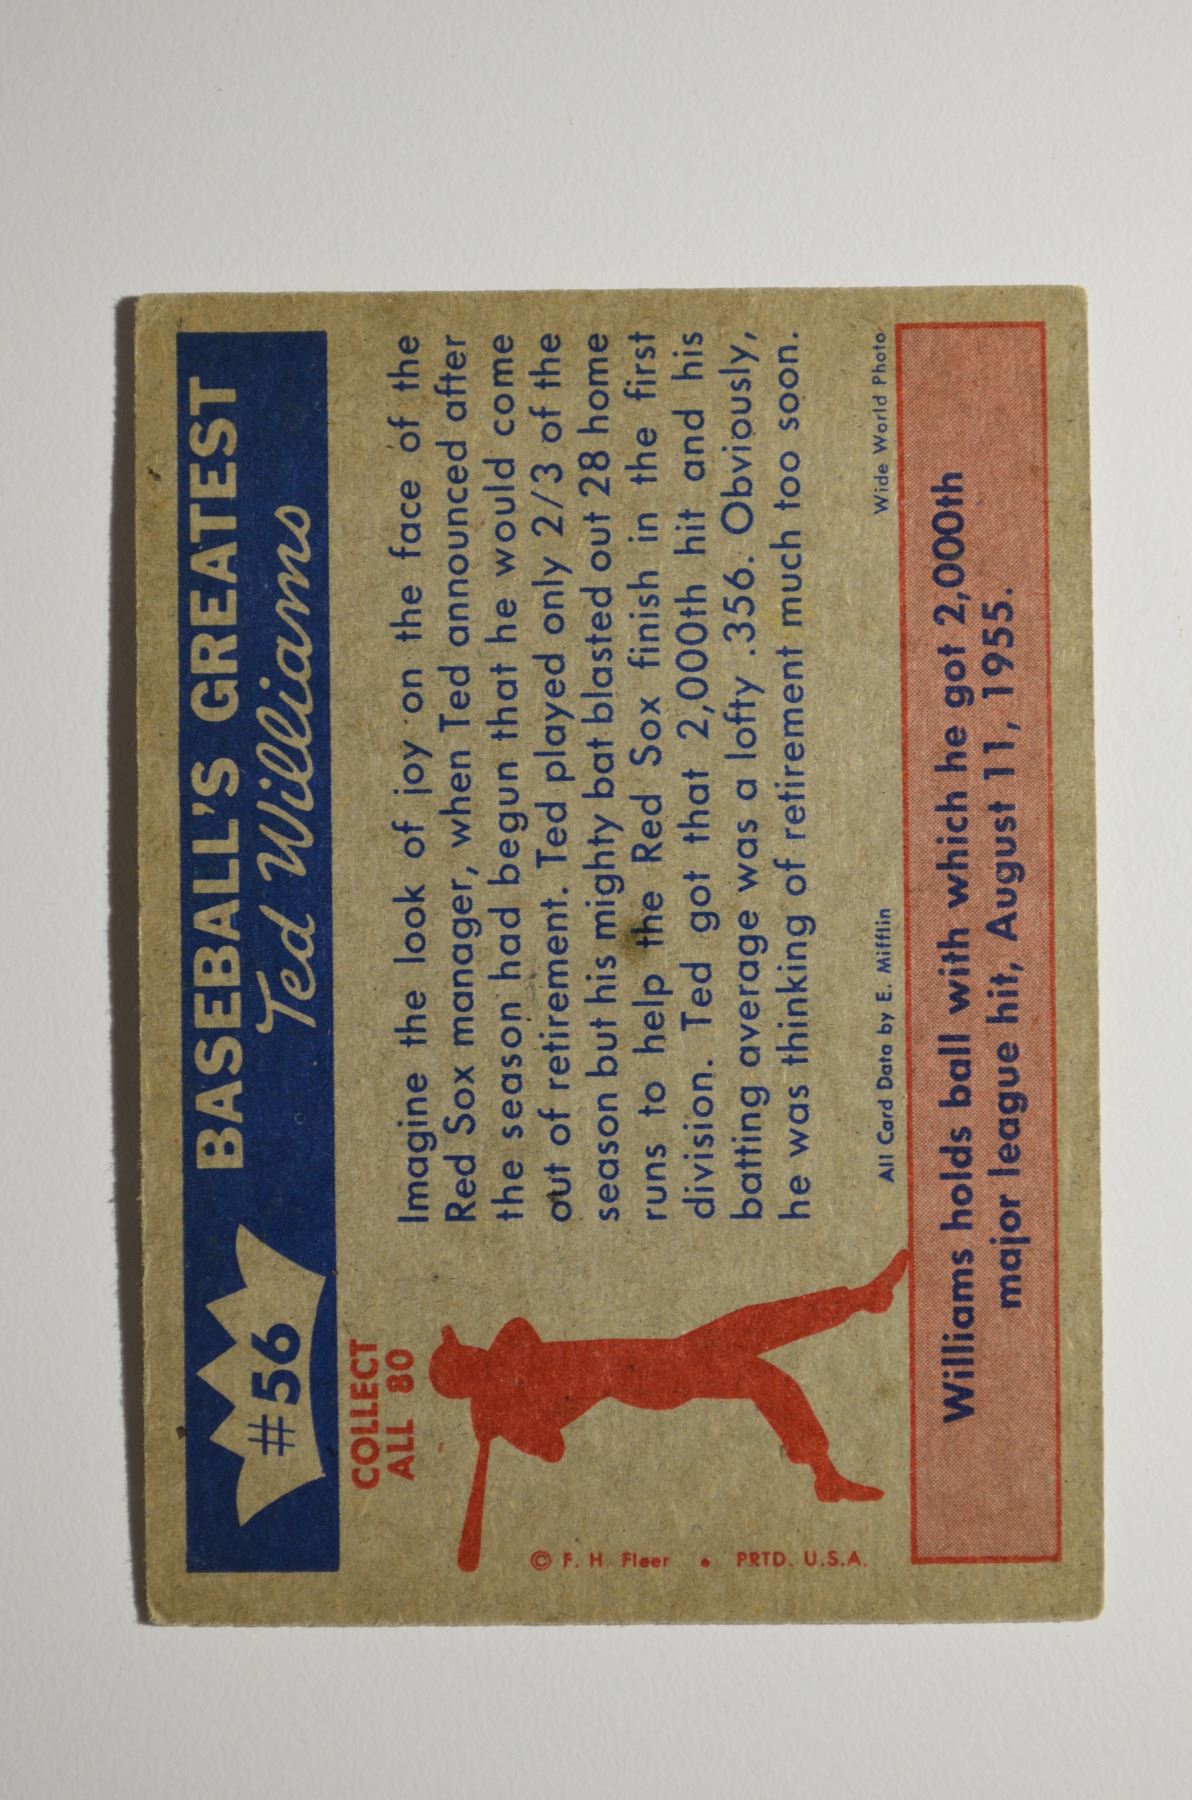 #56
BASEBALL'S GREATEST
Ted Williams
COLLECT
ALL 80
Imagine the look of joy on the face of the
Red Sox manager, when Ted announced after
the season had begun that he would come
out of retirement. Ted played only 2/3 of the
season but his mighty bat blasted out 28 home
runs to help the Red Sox finish in the first
division. Ted got that 2,000th hit and his
batting average was a lofty .356. Obviously,
he was thinking of retirement much too soon.
© F. H. Fleer • PRTD. U.S.A.
All Card Data by E. Mifflin Wide World Photo
Williams holds ball with which he got 2,000th
major league hit, August 11, 1955.